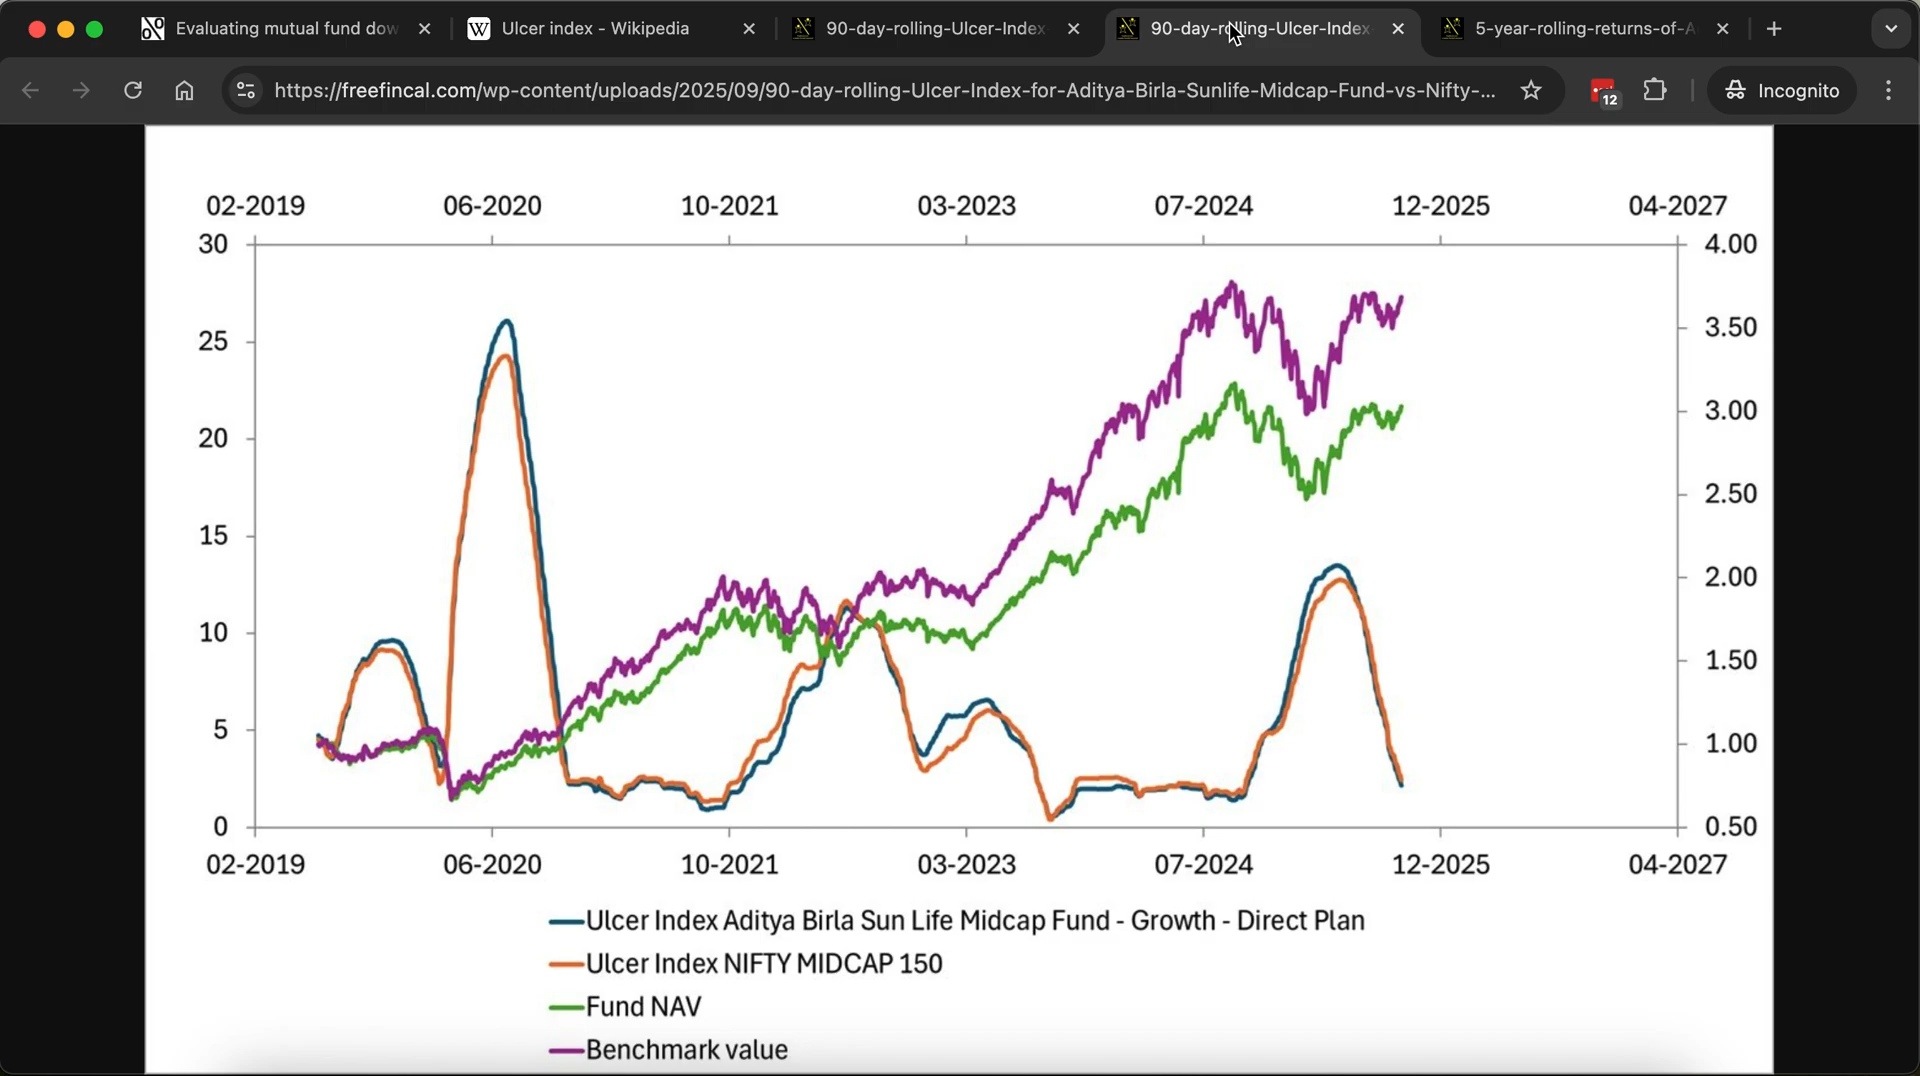 Evaluating mutual fund dow
Ulcer index - Wikipedia
90-day-rolling-Ulcer-Index
90-day-rolling-Ulcer-Index-
5-year-rolling-returns-of-A
https://freefincal.com/wp-content/uploads/2025/09/90-day-rolling-Ulcer-Index-for-Aditya-Birla-Sunlife-Midcap-Fund-vs-Nifty-...
12
Incognito
02-2019 06-2020 10-2021 03-2023 07-2024 12-2025 04-2027
30 4.00
25 3.50
20 3.00
15 2.50
10 2.00
5 1.50
0 1.00
0.50
02-2019 06-2020 10-2021 03-2023 07-2024 12-2025 04-2027
Ulcer Index Aditya Birla Sun Life Midcap Fund - Growth - Direct Plan
Ulcer Index NIFTY MIDCAP 150
Fund NAV
Benchmark value